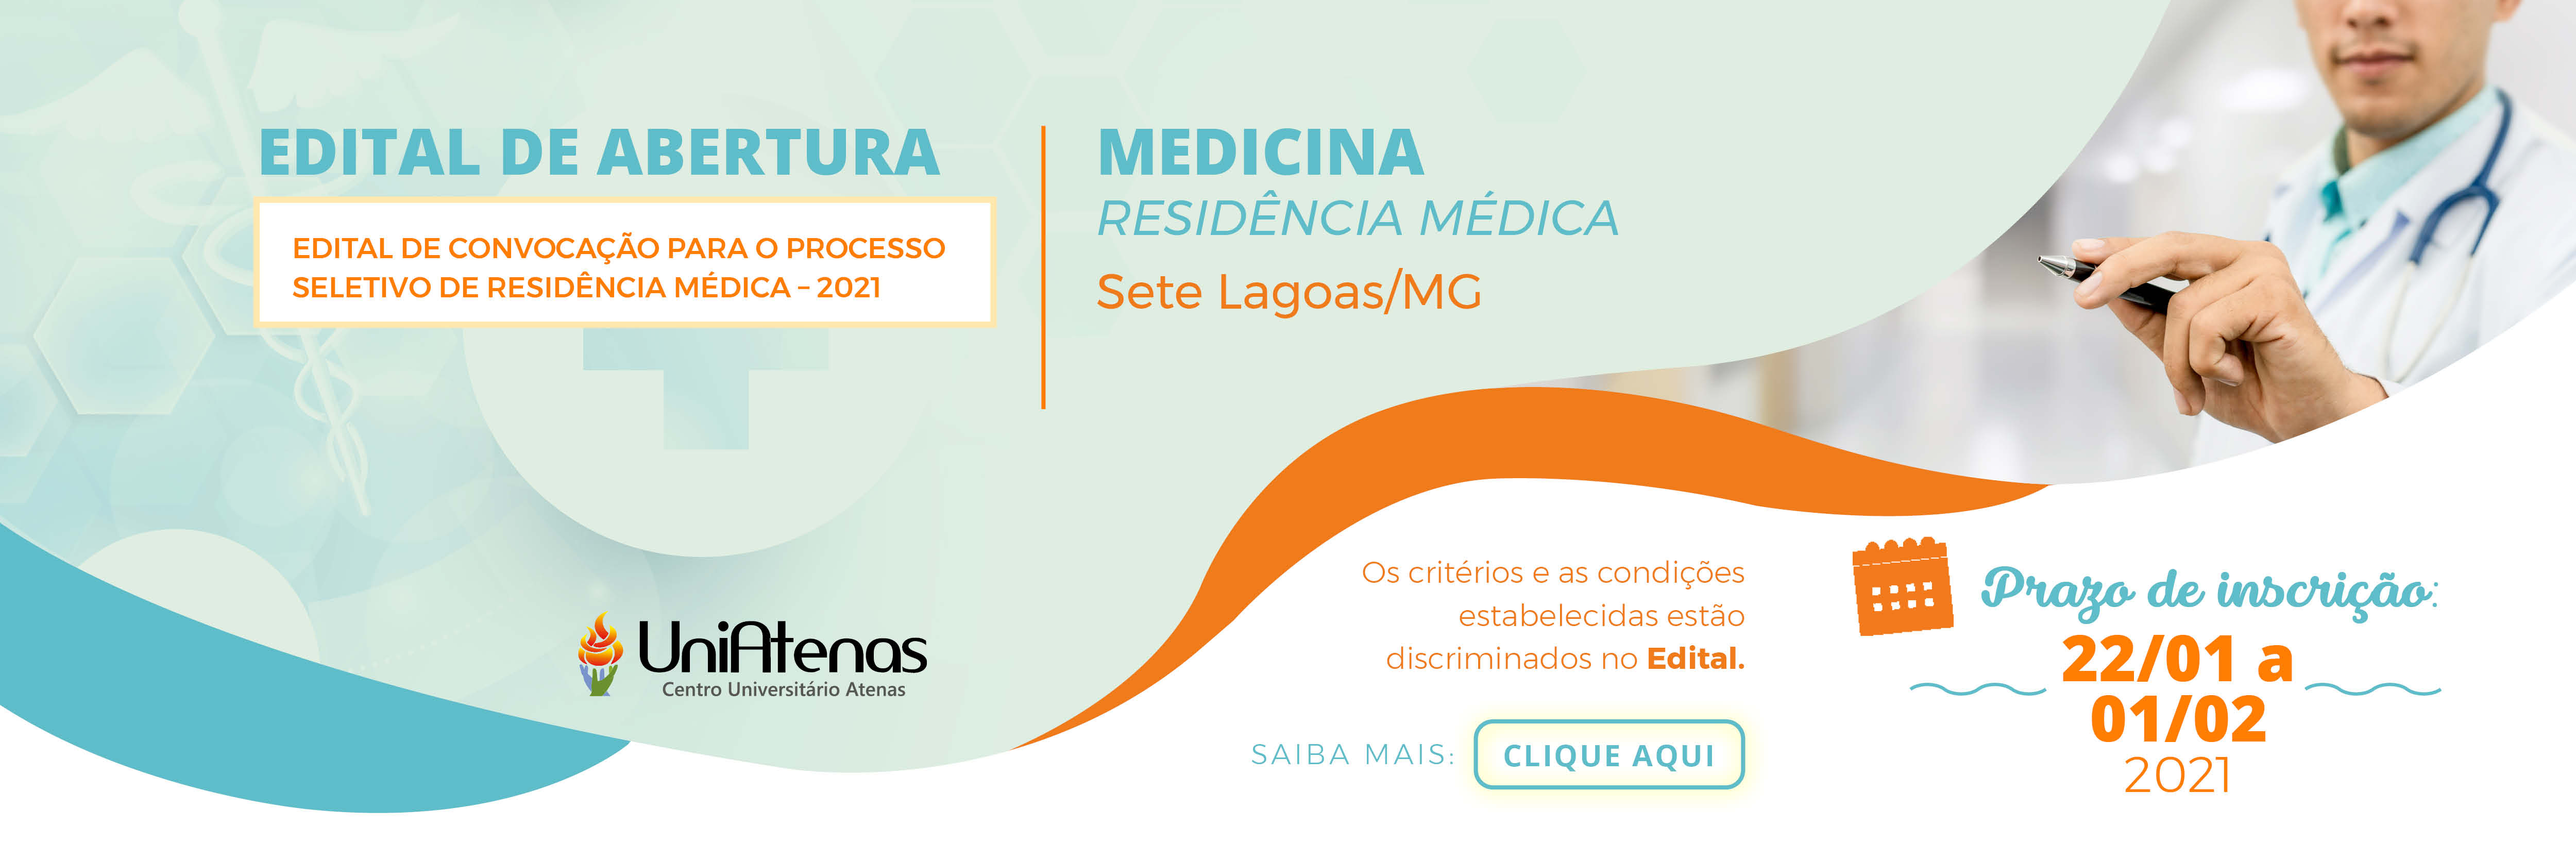 EDITAL DE ABERTURA
EDITAL DE CONVOCAÇÃO PARA O PROCESSO
SELETIVO DE RESIDÊNCIA MÉDICA – 2021
MEDICINA
RESIDÊNCIA MÉDICA
Sete Lagoas/MG
UniAtenas
Centro Universitário Atenas
Os critérios e as condições
estabelecidas estão
discriminados no Edital.
SAIBA MAIS: CLIQUE AQUI
Prazo de inscrição:
22/01 a
01/02
2021